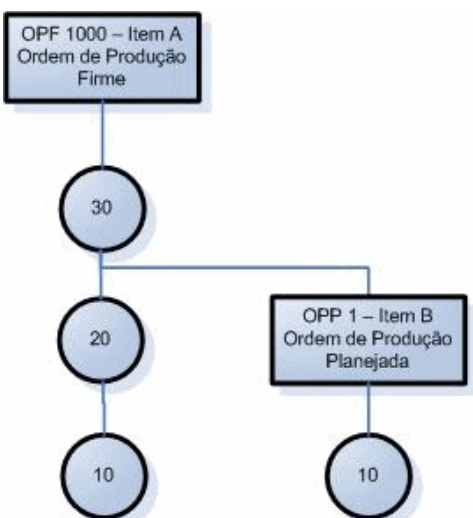 OPF 1000 – Item A
Ordem de Produção
Firme
30
20
OPP 1 – Item B
Ordem de Produção
Planejada
10
10